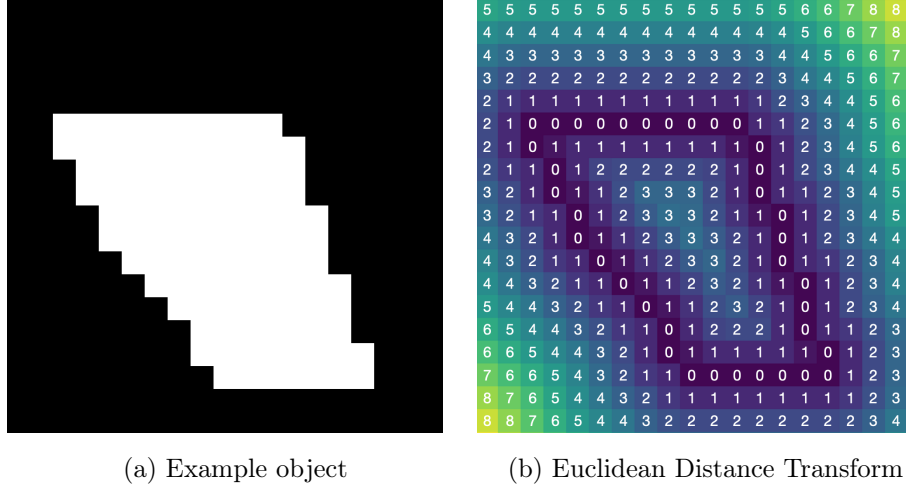 5 5 5 5 5 5 5 5 5 5 5 5 5 5 6 6 7 8 8
4 4 4 4 4 4 4 4 4 4 4 4 4 4 5 6 6 7 8
4 3 3 3 3 3 3 3 3 3 3 3 3 4 4 5 6 6 7
3 2 2 2 2 2 2 2 2 2 2 2 2 3 4 4 5 6 7
2 1 1 1 1 1 1 1 1 1 1 1 1 2 3 4 4 5 6
2 1 0 0 0 0 0 0 0 0 0 0 1 1 2 3 4 5 6
2 1 0 1 1 1 1 1 1 1 1 1 0 1 2 3 4 5 6
2 1 1 0 1 2 2 2 2 2 2 1 0 1 2 3 4 4 5
3 2 1 0 1 1 2 3 3 3 2 1 0 1 1 2 3 4 5
3 2 1 1 0 1 2 3 3 3 2 1 1 0 1 2 3 4 5
4 3 2 1 0 1 1 2 3 3 3 2 1 0 1 2 3 4 4
4 3 2 1 1 0 1 1 2 3 3 2 1 0 1 1 2 3 4
4 4 3 2 1 1 0 1 1 2 3 2 1 1 0 1 2 3 4
5 4 4 3 2 1 1 0 1 1 2 3 2 1 0 1 2 3 4
6 5 4 4 3 2 1 1 0 1 2 2 2 1 0 1 1 2 3
6 6 5 4 4 3 2 1 0 1 1 1 1 1 1 0 1 2 3
7 6 6 5 4 3 2 1 1 0 0 0 0 0 0 0 1 2 3
8 7 6 5 4 4 3 2 1 1 1 1 1 1 1 1 1 2 3
8 8 7 6 5 4 4 3 2 2 2 2 2 2 2 2 2 3 4
(a) Example object
(b) Euclidean Distance Transform